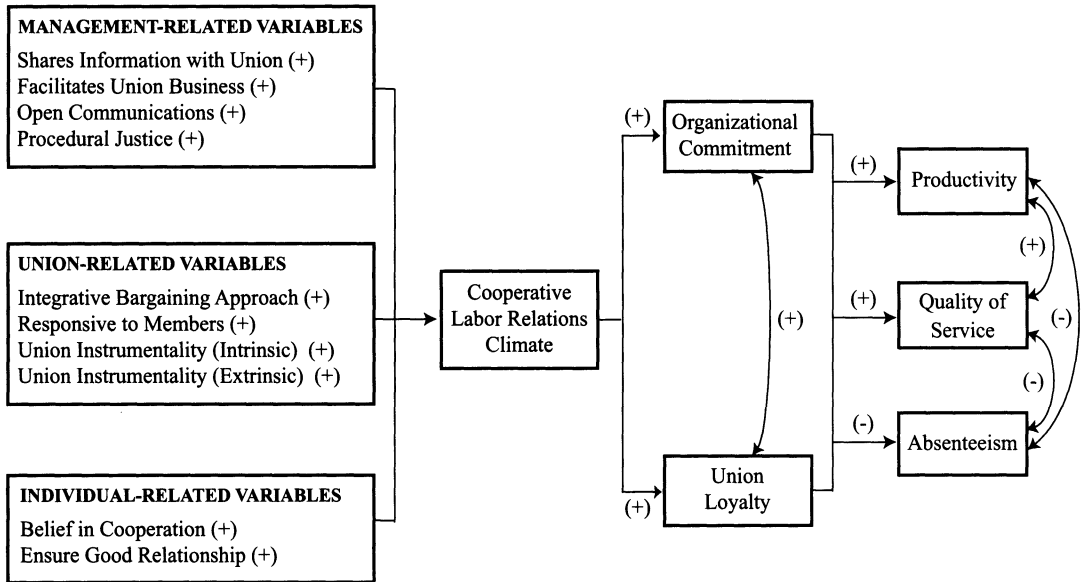 MANAGEMENT-RELATED VARIABLES
Shares Information with Union (+)
Facilitates Union Business (+)
Open Communications (+)
Procedural Justice (+)
UNION-RELATED VARIABLES
Integrative Bargaining Approach (+)
Responsive to Members (+)
Union Instrumentality (Intrinsic) (+)
Union Instrumentality (Extrinsic) (+)
INDIVIDUAL-RELATED VARIABLES
Belief in Cooperation (+)
Ensure Good Relationship (+)
Cooperative
Labor Relations
Climate
(+)
(+)
Organizational
Commitment
(+)
Union
Loyalty
(+)
(+)
(-)
Productivity
Quality of
Service
Absenteeism
(+)
(-)
(-)